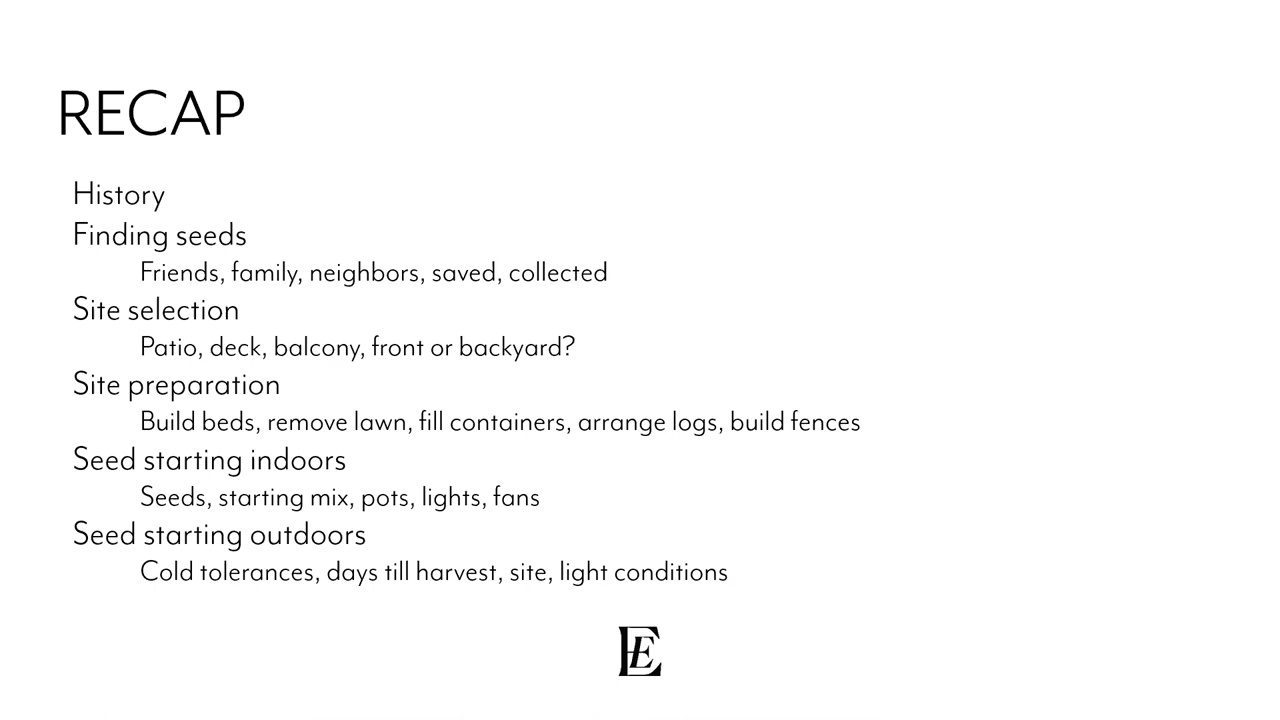 RECAP
History
Finding seeds
Friends, family, neighbors, saved, collected
Site selection
Patio, deck, balcony, front or backyard?
Site preparation
Build beds, remove lawn, fill containers, arrange logs, build fences
Seed starting indoors
Seeds, starting mix, pots, lights, fans
Seed starting outdoors
Cold tolerances, days till harvest, site, light conditions
EE